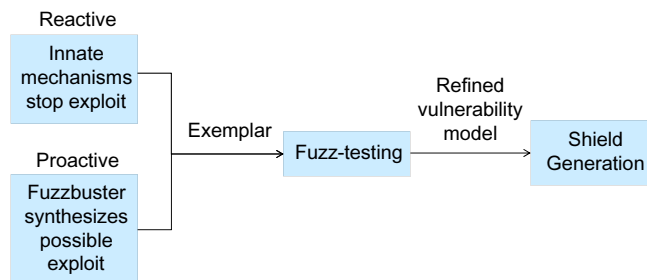 Reactive
Innate
mechanisms
stop exploit
Proactive
Fuzzbuster
synthesizes
possible
exploit
Exemplar
Fuzz-testing
Refined
vulnerability
model
Shield
Generation